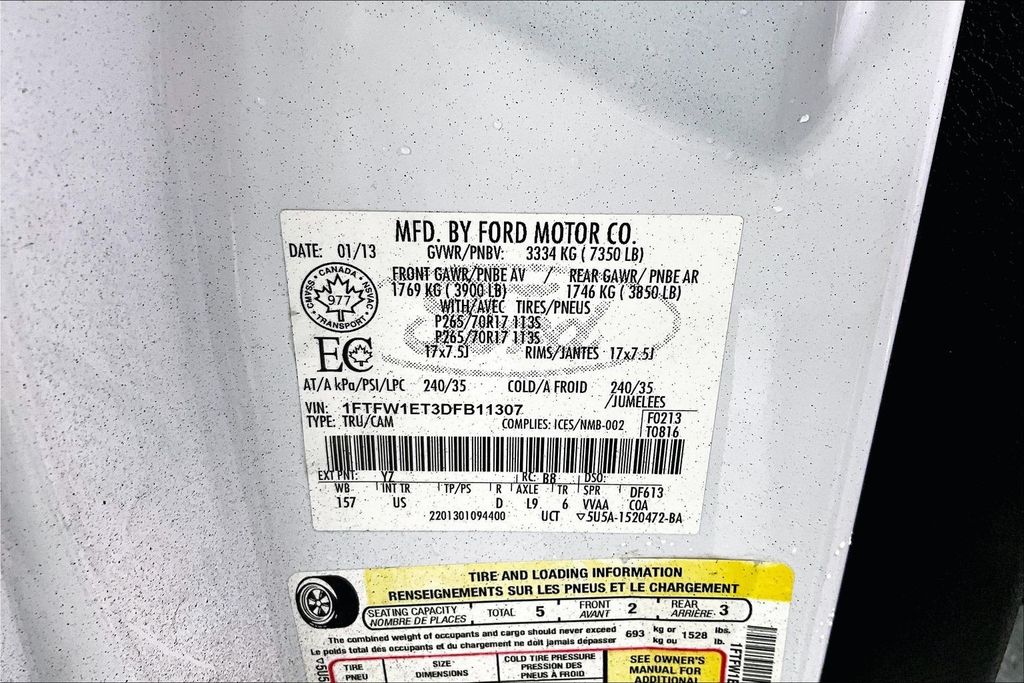 MFD. BY FORD MOTOR CO.
DATE: 01/13 GVWR/PNBV: 3334 KG ( 7350 LB)
FRONT GAWR/PNBE AV / REAR GAWR/ PNBE AR
1769 KG ( 3900 LB) 1746 KG ( 3850 LB)
WITH/AVEC TIRES/PNEUS
P265/70R17 113S
P265/70R17 113S
17x7.5J RIMS/JANTES 17x7.5J
CANADA
CMVSS 977 NSVAC
TRANSPORT
EC
AT/A kPa/PSI/LPC 240/35 COLD/A FROID 240/35
/JUMELEES
VIN: 1FTFW1ET3DFB11307 F0213
TYPE: TRU/CAM COMPLIES: ICES/NMB-002 T0816
EXT PNT: YZ RC: B8 DSO:
WB INT TR TP/PS R AXLE TR SPR DF613
157 US D L9 6 VVAA COA
2201301094400 UCT ▽5U5A-1520472-BA
TIRE AND LOADING INFORMATION
RENSEIGNEMENTS SUR LES PNEUS ET LE CHARGEMENT
SEATING CAPACITY TOTAL 5 FRONT 2 REAR 3
NOMBRE DE PLACES AVANT ARRIÈRE
The combined weight of occupants and cargo should never exceed 693 kg or 1528 lbs.
Le poids total des occupants et du chargement ne doit jamais dépasser kg ou lb.
TIRE SIZE COLD TIRE PRESSURE SEE OWNER'S
PNEU DIMENSIONS PRESSION DES MANUAL FOR
PNEUS À FROID ADDITIONAL
▽5U5
1FTFW1E